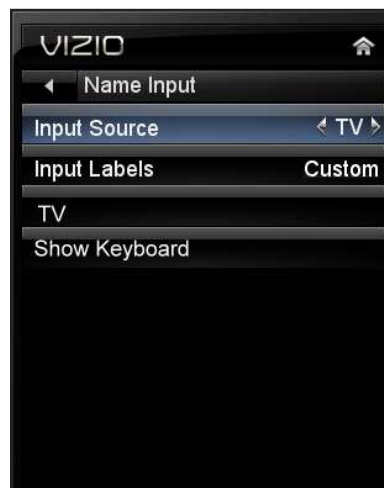 VIZIO
Name Input
Input Source TV
Input Labels Custom
TV
Show Keyboard